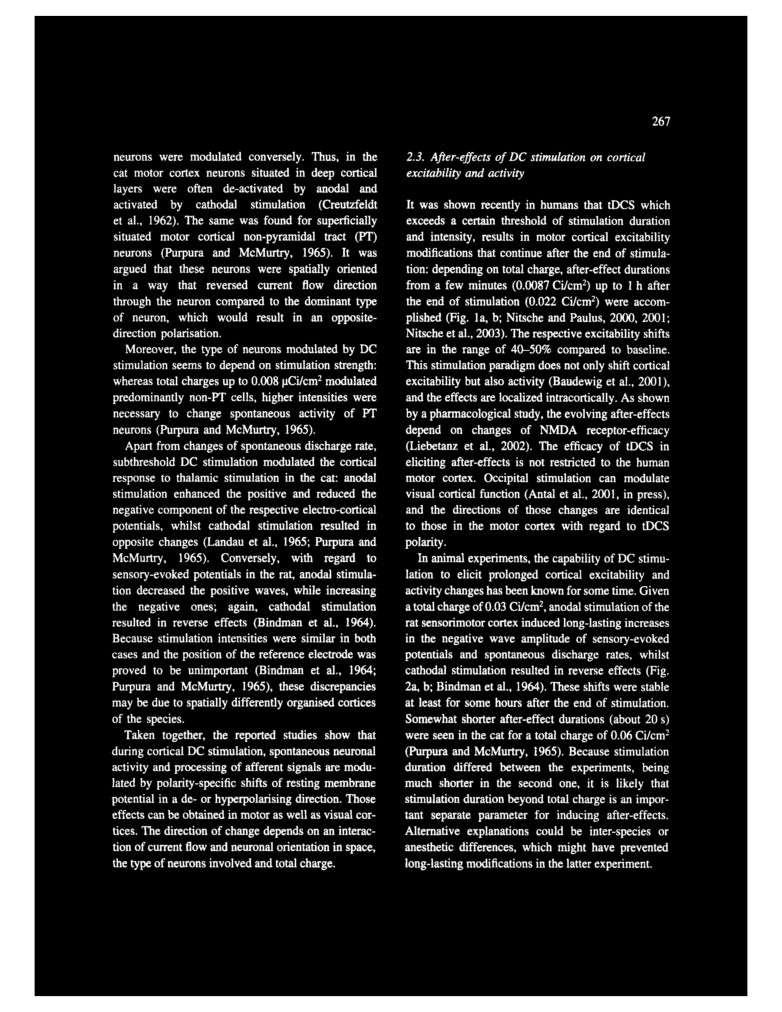 267
neurons were modulated conversely. Thus, in the
cat motor cortex neurons situated in deep cortical
layers were often de-activated by anodal and
activated by cathodal stimulation (Creutzfeldt
et al., 1962). The same was found for superficially
situated motor cortical non-pyramidal tract (PT)
neurons (Purpura and McMurtry, 1965). It was
argued that these neurons were spatially oriented
in a way that reversed current flow direction
through the neuron compared to the dominant type
of neuron, which would result in an opposite-
direction polarisation.
Moreover, the type of neurons modulated by DC
stimulation seems to depend on stimulation strength:
whereas total charges up to 0.008 μCi/cm² modulated
predominantly non-PT cells, higher intensities were
necessary to change spontaneous activity of PT
neurons (Purpura and McMurtry, 1965).
Apart from changes of spontaneous discharge rate,
subthreshold DC stimulation modulated the cortical
response to thalamic stimulation in the cat: anodal
stimulation enhanced the positive and reduced the
negative component of the respective electro-cortical
potentials, whilst cathodal stimulation resulted in
opposite changes (Landau et al., 1965; Purpura and
McMurtry, 1965). Conversely, with regard to
sensory-evoked potentials in the rat, anodal stimula-
tion decreased the positive waves, while increasing
the negative ones; again, cathodal stimulation
resulted in reverse effects (Bindman et al., 1964).
Because stimulation intensities were similar in both
cases and the position of the reference electrode was
proved to be unimportant (Bindman et al., 1964;
Purpura and McMurtry, 1965), these discrepancies
may be due to spatially differently organised cortices
of the species.
Taken together, the reported studies show that
during cortical DC stimulation, spontaneous neuronal
activity and processing of afferent signals are modu-
lated by polarity-specific shifts of resting membrane
potential in a de- or hyperpolarising direction. Those
effects can be obtained in motor as well as visual cor-
tices. The direction of change depends on an interac-
tion of current flow and neuronal orientation in space,
the type of neurons involved and total charge.
2.3. After-effects of DC stimulation on cortical
excitability and activity
It was shown recently in humans that tDCS which
exceeds a certain threshold of stimulation duration
and intensity, results in motor cortical excitability
modifications that continue after the end of stimula-
tion: depending on total charge, after-effect durations
from a few minutes (0.0087 Ci/cm²) up to 1 h after
the end of stimulation (0.022 Ci/cm²) were accom-
plished (Fig. 1a, b; Nitsche and Paulus, 2000, 2001;
Nitsche et al., 2003). The respective excitability shifts
are in the range of 40–50% compared to baseline.
This stimulation paradigm does not only shift cortical
excitability but also activity (Baudewig et al., 2001),
and the effects are localized intracortically. As shown
by a pharmacological study, the evolving after-effects
depend on changes of NMDA receptor-efficacy
(Liebetanz et al., 2002). The efficacy of tDCS in
eliciting after-effects is not restricted to the human
motor cortex. Occipital stimulation can modulate
visual cortical function (Antal et al., 2001, in press),
and the directions of those changes are identical
to those in the motor cortex with regard to tDCS
polarity.
In animal experiments, the capability of DC stimu-
lation to elicit prolonged cortical excitability and
activity changes has been known for some time. Given
a total charge of 0.03 Ci/cm², anodal stimulation of the
rat sensorimotor cortex induced long-lasting increases
in the negative wave amplitude of sensory-evoked
potentials and spontaneous discharge rates, whilst
cathodal stimulation resulted in reverse effects (Fig.
2a, b; Bindman et al., 1964). These shifts were stable
at least for some hours after the end of stimulation.
Somewhat shorter after-effect durations (about 20 s)
were seen in the cat for a total charge of 0.06 Ci/cm²
(Purpura and McMurtry, 1965). Because stimulation
duration differed between the experiments, being
much shorter in the second one, it is likely that
stimulation duration beyond total charge is an impor-
tant separate parameter for inducing after-effects.
Alternative explanations could be inter-species or
anesthetic differences, which might have prevented
long-lasting modifications in the latter experiment.